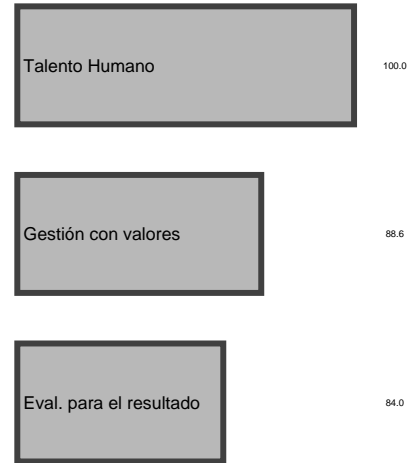 Talento Humano 100.0
Gestión con valores 88.6
Eval. para el resultado 84.0